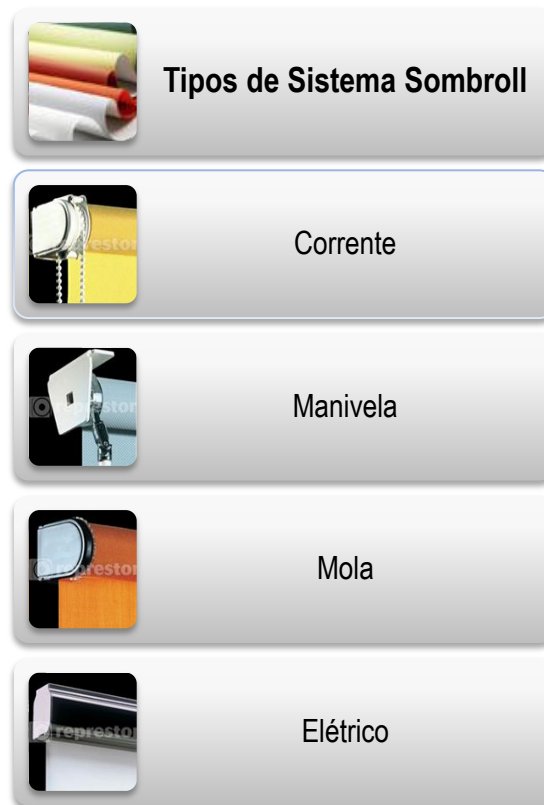 Tipos de Sistema Sombroll
Corrente
Manivela
Mola
Elétrico